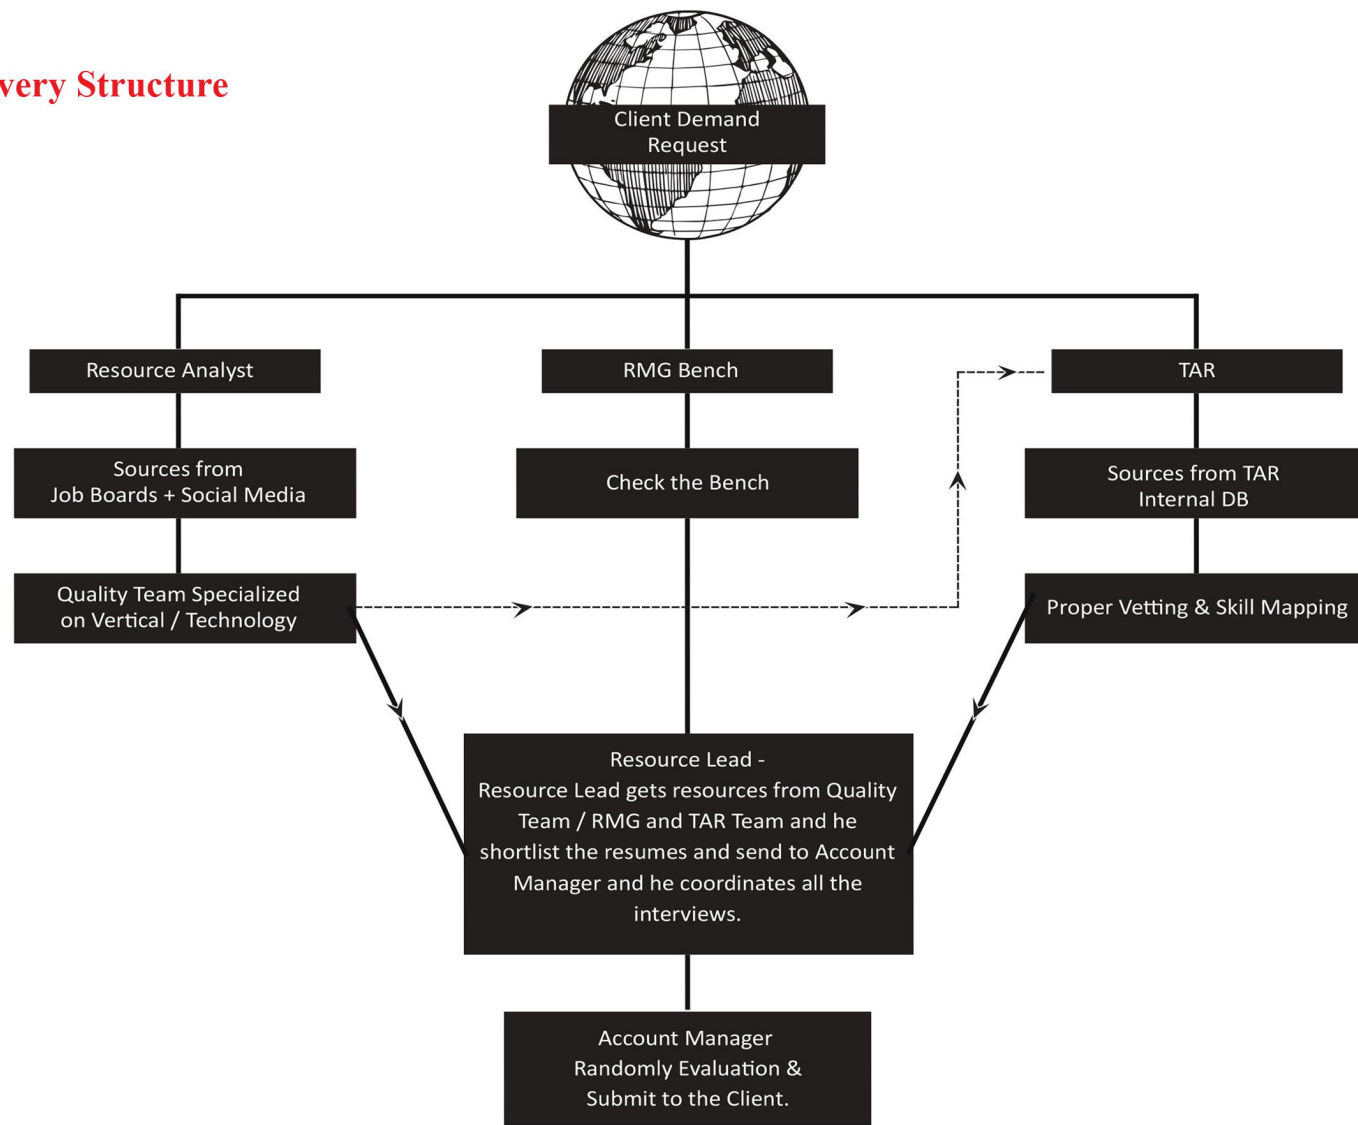 very Structure
Client Demand
Request
Resource Analyst
RMG Bench
TAR
Sources from
Job Boards + Social Media
Check the Bench
Sources from TAR
Internal DB
Quality Team Specialized
on Vertical / Technology
Proper Vetting & Skill Mapping
Resource Lead -
Resource Lead gets resources from Quality
Team / RMG and TAR Team and he
shortlist the resumes and send to Account
Manager and he coordinates all the
interviews.
Account Manager
Randomly Evaluation &
Submit to the Client.